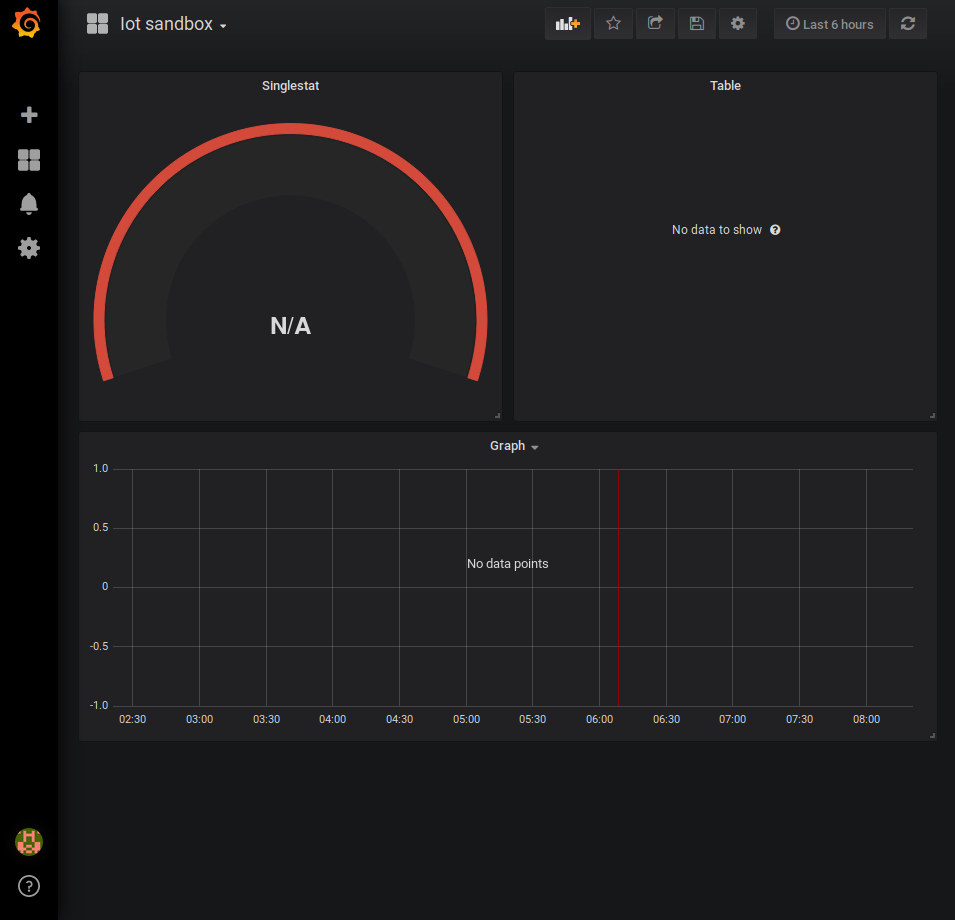 Iot sandbox
Last 6 hours
Singlestat
N/A
Table
No data to show ?
Graph
1.0
0.5
0
-0.5
-1.0
No data points
02:30 03:00 03:30 04:00 04:30 05:00 05:30 06:00 06:30 07:00 07:30 08:00
?